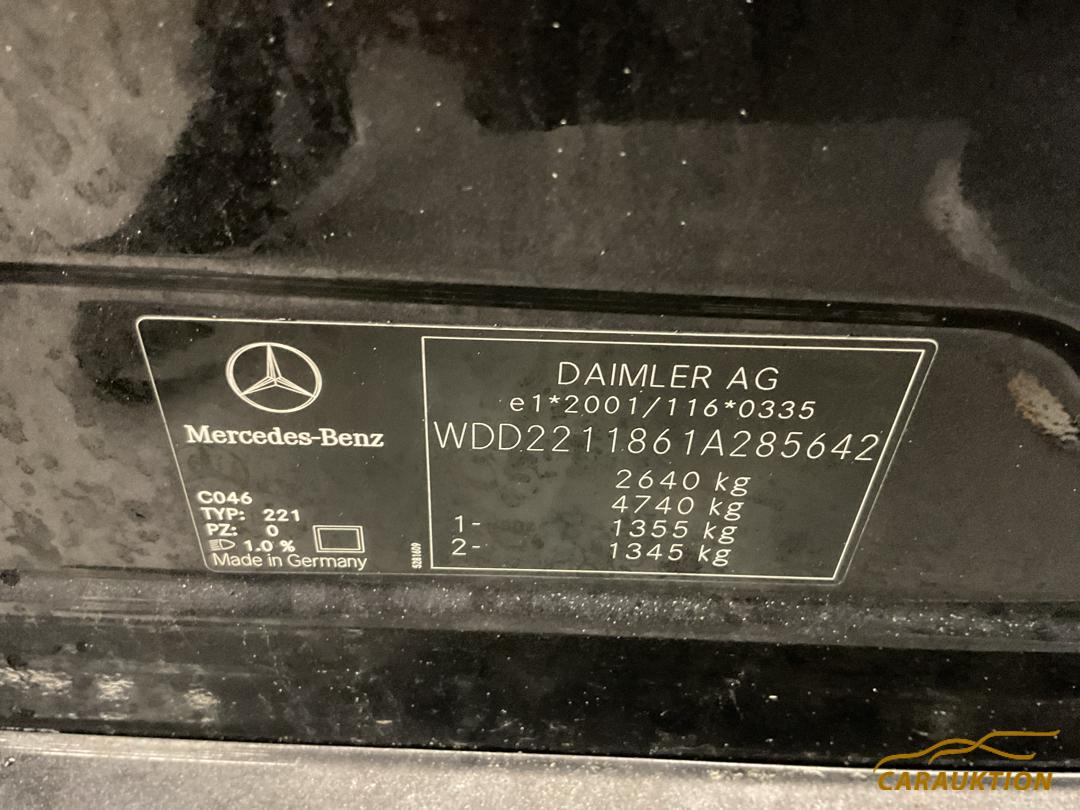 Mercedes-Benz
C046
TYP: 221
PZ: 0
1.0 %
Made in Germany
5281609
DAIMLER AG
e1*2001/116*0335
WDD2211861A285642
2640 kg
4740 kg
1- 1355 kg
2- 1345 kg
CARAUKTION